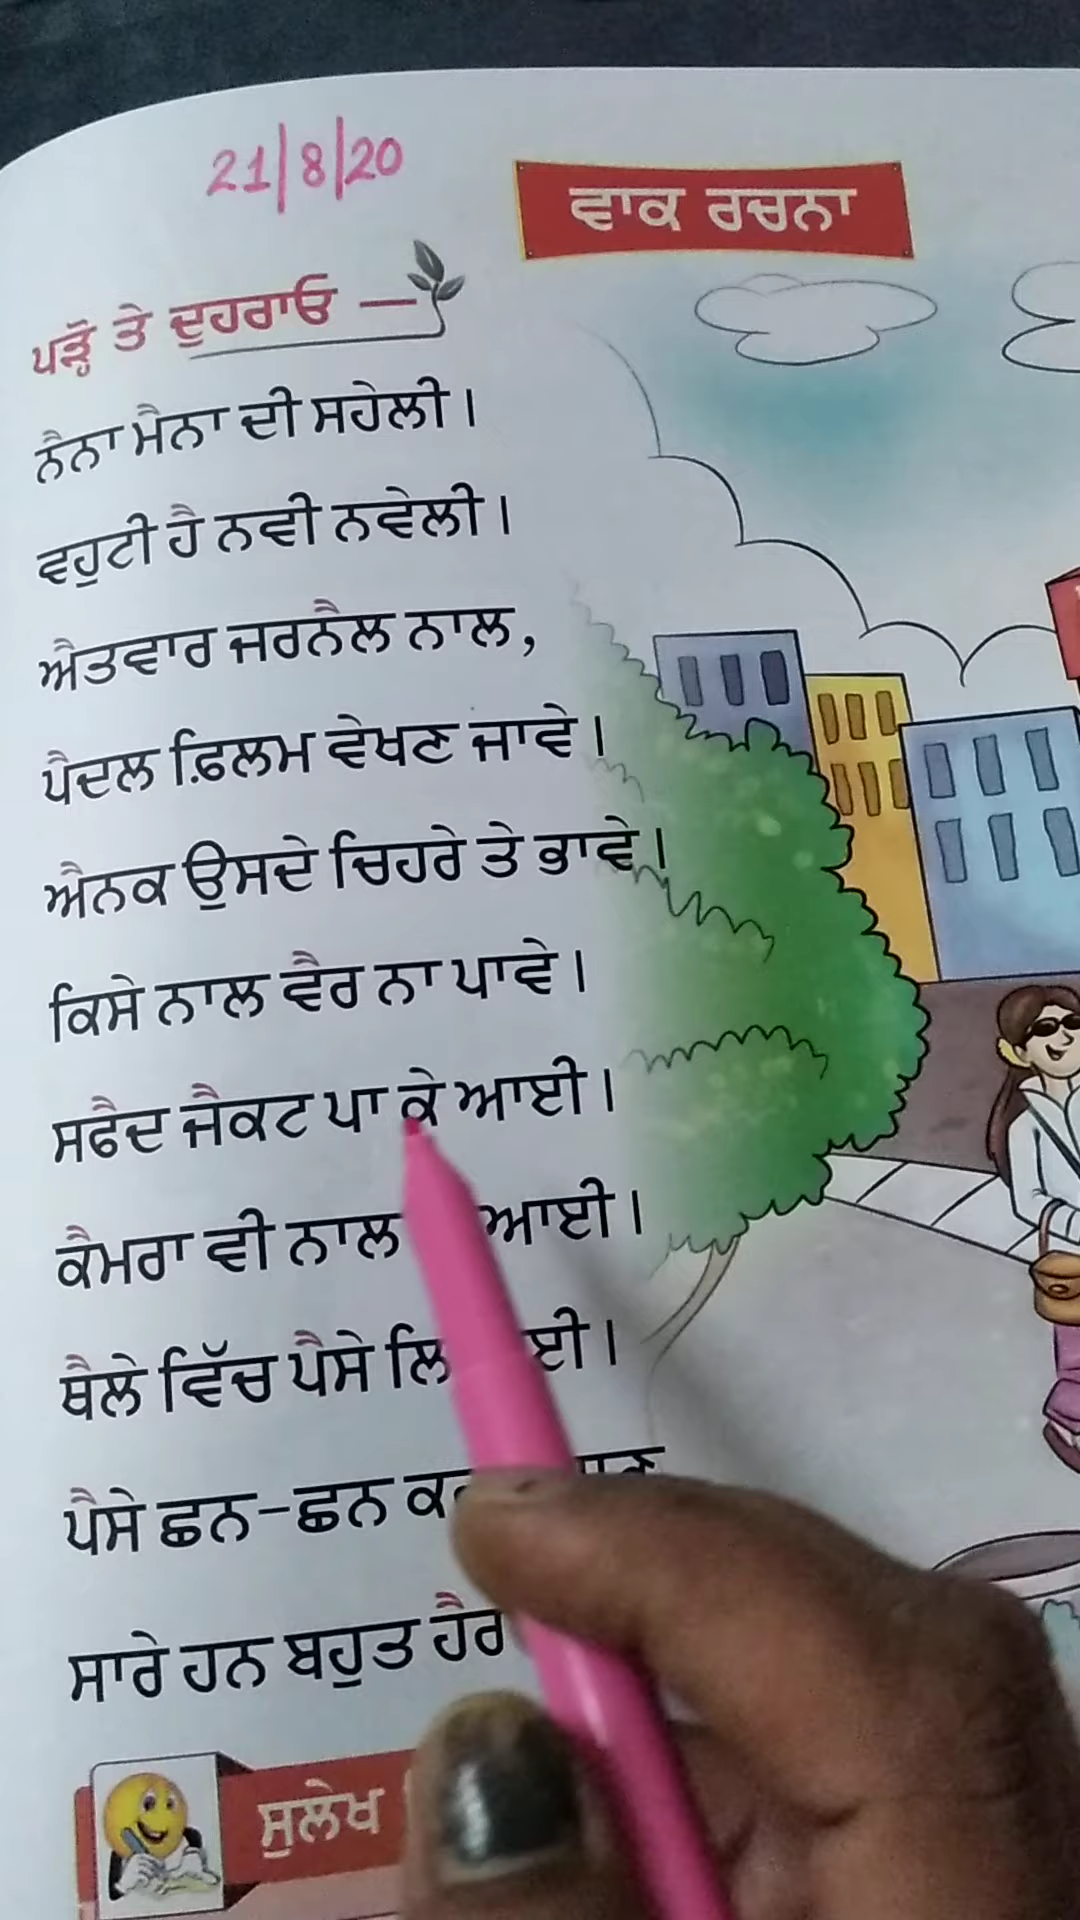 21/8/20
ਵਾਕ ਰਚਨਾ
ਪੜ੍ਹੋ ਤੇ ਦੁਹਰਾਓ —
ਨੈਨਾ ਮੈਨਾ ਦੀ ਸਹੇਲੀ।
ਵਹੁਟੀ ਹੈ ਨਵੀ ਨਵੇਲੀ।
ਐਤਵਾਰ ਜਰਨੈਲ ਨਾਲ,
ਪੈਦਲ ਫ਼ਿਲਮ ਵੇਖਣ ਜਾਵੇ।
ਐਨਕ ਉਸਦੇ ਚਿਹਰੇ ਤੇ ਭਾਵੇ।
ਕਿਸੇ ਨਾਲ ਵੈਰ ਨਾ ਪਾਵੇ।
ਸਫੈਦ ਜੈਕਟ ਪਾ ਕੇ ਆਈ।
ਕੈਮਰਾ ਵੀ ਨਾਲ
ਥੈਲੇ ਵਿੱਚ ਪੈਸੇ
ਪੈਸੇ ਛਨ-ਛਨ
ਸਾਰੇ ਹਨ ਬਹੁਤ
ਸੁਲੇਖ